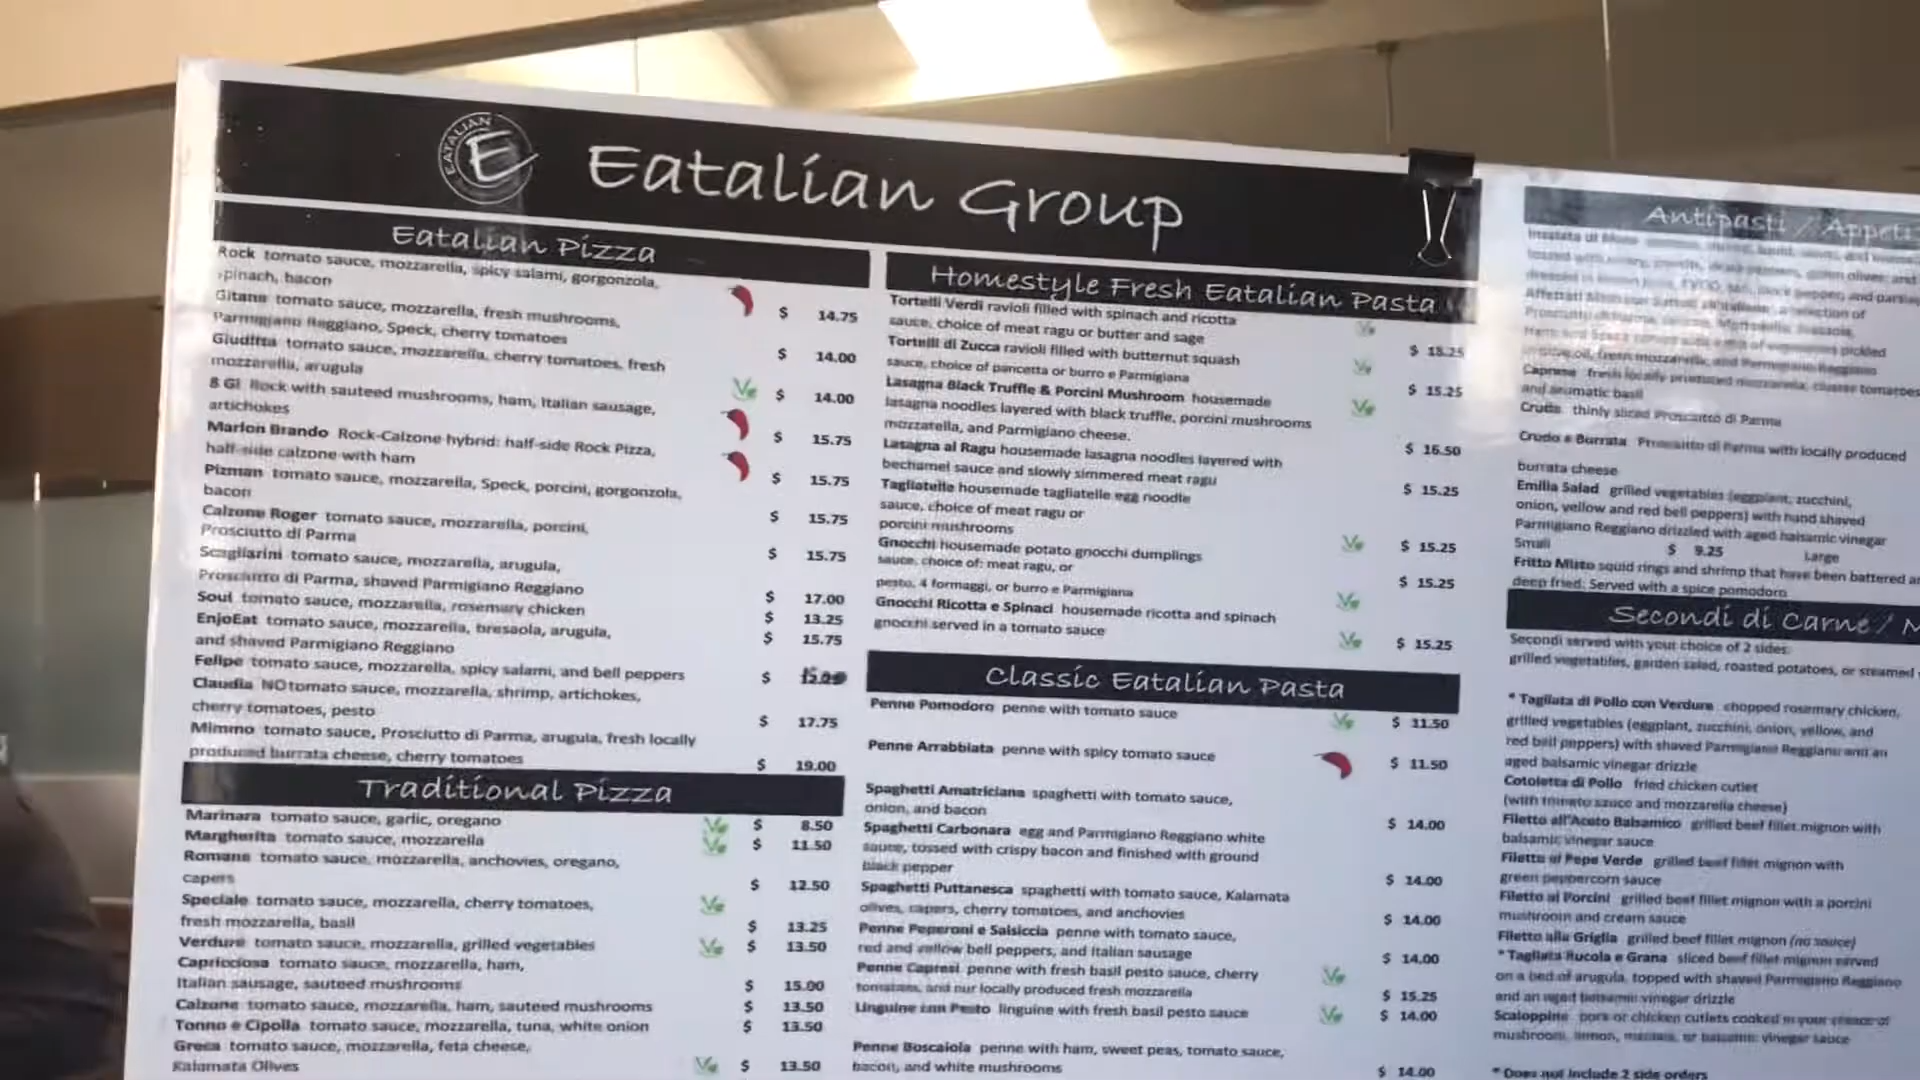 EATALIAN
E
Eatalian Group
Eatalian Pizza
Rock tomato sauce, mozzarella, spicy salami, gorgonzola,
spinach, bacon
$ 14.75
Gitana tomato sauce, mozzarella, fresh mushrooms,
Parmigiano Reggiano, Speck, cherry tomatoes
$ 14.00
Giuditta tomato sauce, mozzarella, cherry tomatoes, fresh
mozzarella, arugula
Ve $ 14.00
8 GI Rock with sauteed mushrooms, ham, Italian sausage,
artichokes
$ 15.75
Marlon Brando Rock-Calzone hybrid: half-side Rock Pizza,
half-side calzone with ham
$ 15.75
Pizman tomato sauce, mozzarella, Speck, porcini, gorgonzola,
bacon
$ 15.75
Calzone Roger tomato sauce, mozzarella, porcini,
Prosciutto di Parma
$ 15.75
Scagliarini tomato sauce, mozzarella, arugula,
Prosciutto di Parma, shaved Parmigiano Reggiano
$ 17.00
Soul tomato sauce, mozzarella, rosemary chicken
$ 13.25
EnjoEat tomato sauce, mozzarella, bresaola, arugula,
and shaved Parmigiano Reggiano
$ 15.75
Felipe tomato sauce, mozzarella, spicy salami, and bell peppers
$
Claudia NO tomato sauce, mozzarella, shrimp, artichokes,
cherry tomatoes, pesto
$ 17.75
Mimmo tomato sauce, Prosciutto di Parma, arugula, fresh locally
produced burrata cheese, cherry tomatoes
$ 19.00
Traditional Pizza
Marinara tomato sauce, garlic, oregano
Ve $ 8.50
Margherita tomato sauce, mozzarella
Ve $ 11.50
Romana tomato sauce, mozzarella, anchovies, oregano,
capers
$ 12.50
Speciale tomato sauce, mozzarella, cherry tomatoes,
fresh mozzarella, basil
Ve $ 13.25
Verdure tomato sauce, mozzarella, grilled vegetables
Ve $ 13.50
Capricciosa tomato sauce, mozzarella, ham,
Italian sausage, sauteed mushrooms
$ 15.00
Calzone tomato sauce, mozzarella, ham, sauteed mushrooms
$ 13.50
Tonno e Cipolla tomato sauce, mozzarella, tuna, white onion
$ 13.50
Greca tomato sauce, mozzarella, feta cheese,
Kalamata Olives
Ve $ 13.50
Homestyle Fresh Eatalian Pasta
Tortelli Verdi ravioli filled with spinach and ricotta
sauce, choice of meat ragu or butter and sage
Ve $ 15.25
Tortelli di Zucca ravioli filled with butternut squash
sauce, choice of pancetta or burro e Parmigiana
Ve $ 15.25
Lasagna Black Truffle & Porcini Mushroom housemade
lasagna noodles layered with black truffle, porcini mushrooms
mozzarella, and Parmigiano cheese.
Ve $ 16.50
Lasagna al Ragu housemade lasagna noodles layered with
bechamel sauce and slowly simmered meat ragu
$ 15.25
Tagliatelle housemade tagliatelle egg noodle
sauce, choice of meat ragu or
porcini mushrooms
Ve $ 15.25
Gnocchi housemade potato gnocchi dumplings
sauce, choice of: meat ragu, or
pesto, 4 formaggi, or burro e Parmigiana
Ve $ 15.25
Gnocchi Ricotta e Spinaci housemade ricotta and spinach
gnocchi served in a tomato sauce
Ve $ 15.25
Classic Eatalian Pasta
Penne Pomodoro penne with tomato sauce
Ve $ 11.50
Penne Arrabbiata penne with spicy tomato sauce
$ 11.50
Spaghetti Amatriciana spaghetti with tomato sauce,
onion, and bacon
$ 14.00
Spaghetti Carbonara egg and Parmigiano Reggiano white
sauce, tossed with crispy bacon and finished with ground
black pepper
$ 14.00
Spaghetti Puttanesca spaghetti with tomato sauce, Kalamata
olives, capers, cherry tomatoes, and anchovies
$ 14.00
Penne Peperoni e Salsiccia penne with tomato sauce,
red and yellow bell peppers, and Italian sausage
$ 14.00
Penne Capresi penne with fresh basil pesto sauce, cherry
tomatoes, and our locally produced fresh mozzarella
Ve $ 15.25
Linguine con Pesto linguine with fresh basil pesto sauce
Ve $ 14.00
Penne Boscaiola penne with ham, sweet peas, tomato sauce,
bacon, and white mushrooms
$ 14.00
Antipasti / Appeti
Caprese fresh locally produced mozzarella, cluster tomatoes
and aromatic basil
Crudo thinly sliced Prosciutto di Parma
Crudo e Burrata Prosciutto di Parma with locally produced
burrata cheese
Emilia Salad grilled vegetables (eggplant, zucchini,
onion, yellow and red bell peppers) with hand shaved
Parmigiano Reggiano drizzled with aged balsamic vinegar
Small $ 9.25 Large
Fritto Misto squid rings and shrimp that have been battered
deep fried. Served with a spice pomodoro
Secondi di Carne / M
Secondi served with your choice of 2 sides:
grilled vegetables, garden salad, roasted potatoes, or steamed
* Tagliata di Pollo con Verdure chopped rosemary chicken,
grilled vegetables (eggplant, zucchini, onion, yellow, and
red bell peppers) with shaved Parmigiano Reggiano and an
aged balsamic vinegar drizzle
Cotoletta di Pollo fried chicken cutlet
(with tomato sauce and mozzarella cheese)
Filetto all'Aceto Balsamico grilled beef fillet mignon with
balsamic vinegar sauce
Filetto al Pepe Verde grilled beef fillet mignon with
green peppercorn sauce
Filetto ai Porcini grilled beef fillet mignon with a porcini
mushroom and cream sauce
Filetto alla Griglia grilled beef fillet mignon (no sauce)
* Tagliata Rucola e Grana sliced beef fillet mignon served
on a bed of arugula, topped with shaved Parmigiano Reggiano
and an aged balsamic vinegar drizzle
Scaloppine pork or chicken cutlets cooked in your choice of
mushroom, lemon, marsala, or balsamic vinegar sauce
* Does not include 2 side orders